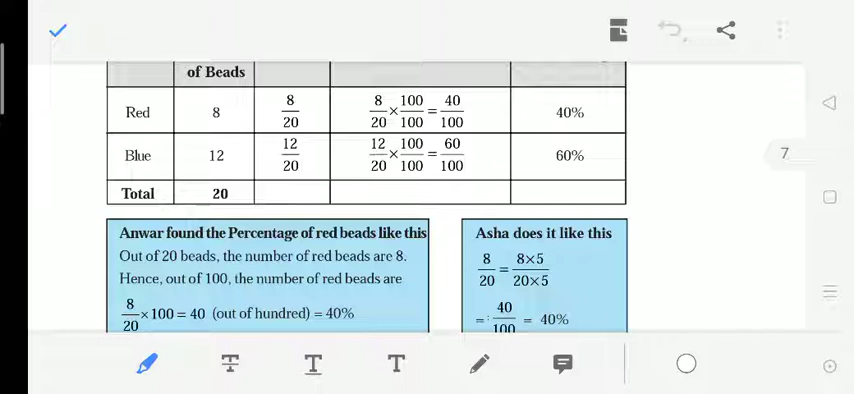 of Beads
Red 8 8/20 8/20 × 100/100 = 40/100 40%
Blue 12 12/20 12/20 × 100/100 = 60/100 60%
Total 20
7
Anwar found the Percentage of red beads like this
Out of 20 beads, the number of red beads are 8.
Hence, out of 100, the number of red beads are
8/20 × 100 = 40 (out of hundred) = 40%
Asha does it like this
8/20 = 8×5/20×5
= 40/100 = 40%
T T T